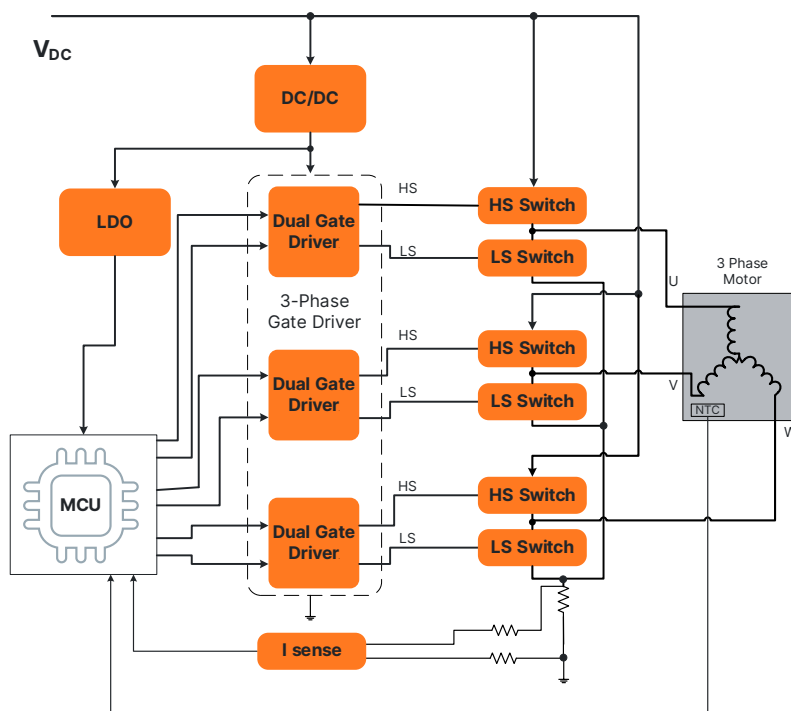 VDC
DC/DC
HS
LDO
Dual Gate
Driver
HS Switch
LS
LS Switch
3 Phase
Motor
U
3-Phase
Gate Driver
HS
Dual Gate
Driver
HS Switch
V
LS
LS Switch
NTC
W
MCU
HS
Dual Gate
Driver
HS Switch
LS
LS Switch
I sense